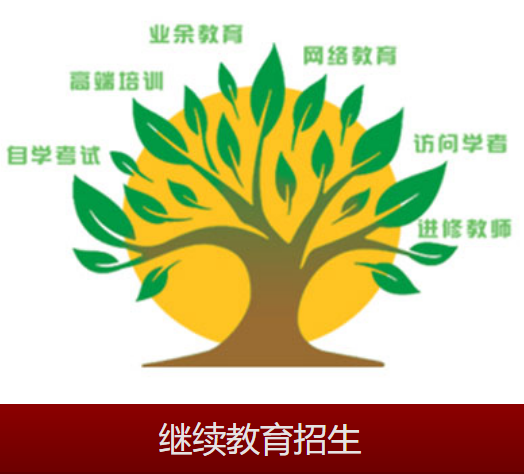 业余教育
网络教育
高端培训
自学考试
访问学者
进修教师
继续教育招生